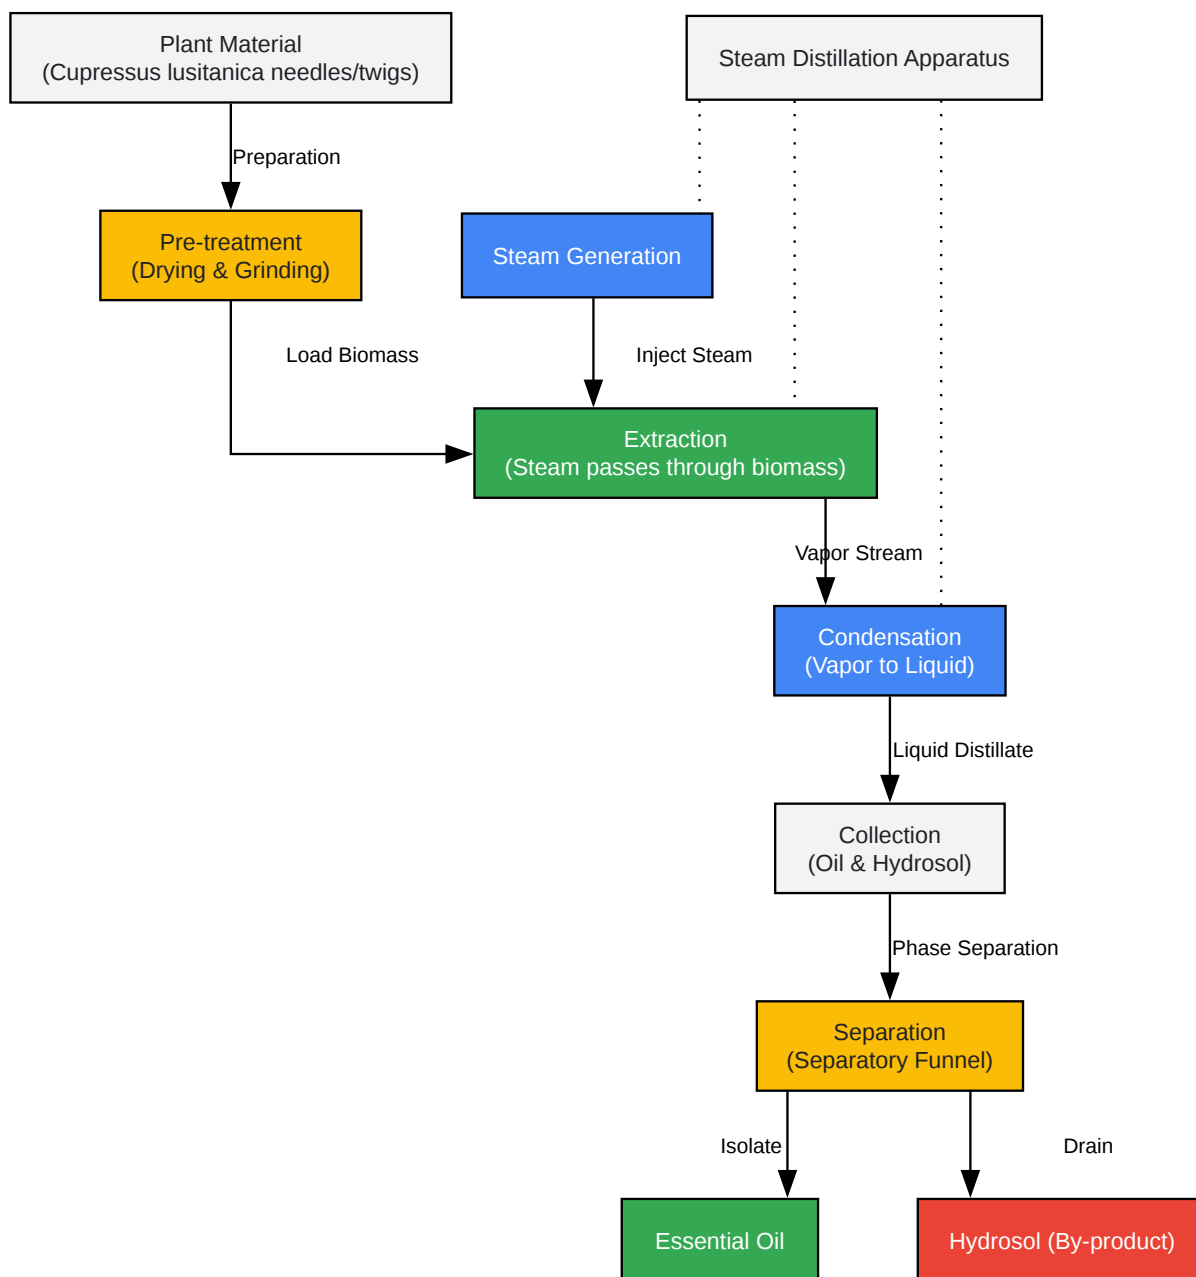 Plant Material
(Cupressus lusitanica needles/twigs)
Steam Distillation Apparatus
Preparation
Pre-treatment
(Drying & Grinding)
Steam Generation
Load Biomass
Inject Steam
Extraction
(Steam passes through biomass)
Vapor Stream
Condensation
(Vapor to Liquid)
Liquid Distillate
Collection
(Oil & Hydrosol)
Phase Separation
Separation
(Separatory Funnel)
Isolate
Drain
Essential Oil
Hydrosol (By-product)